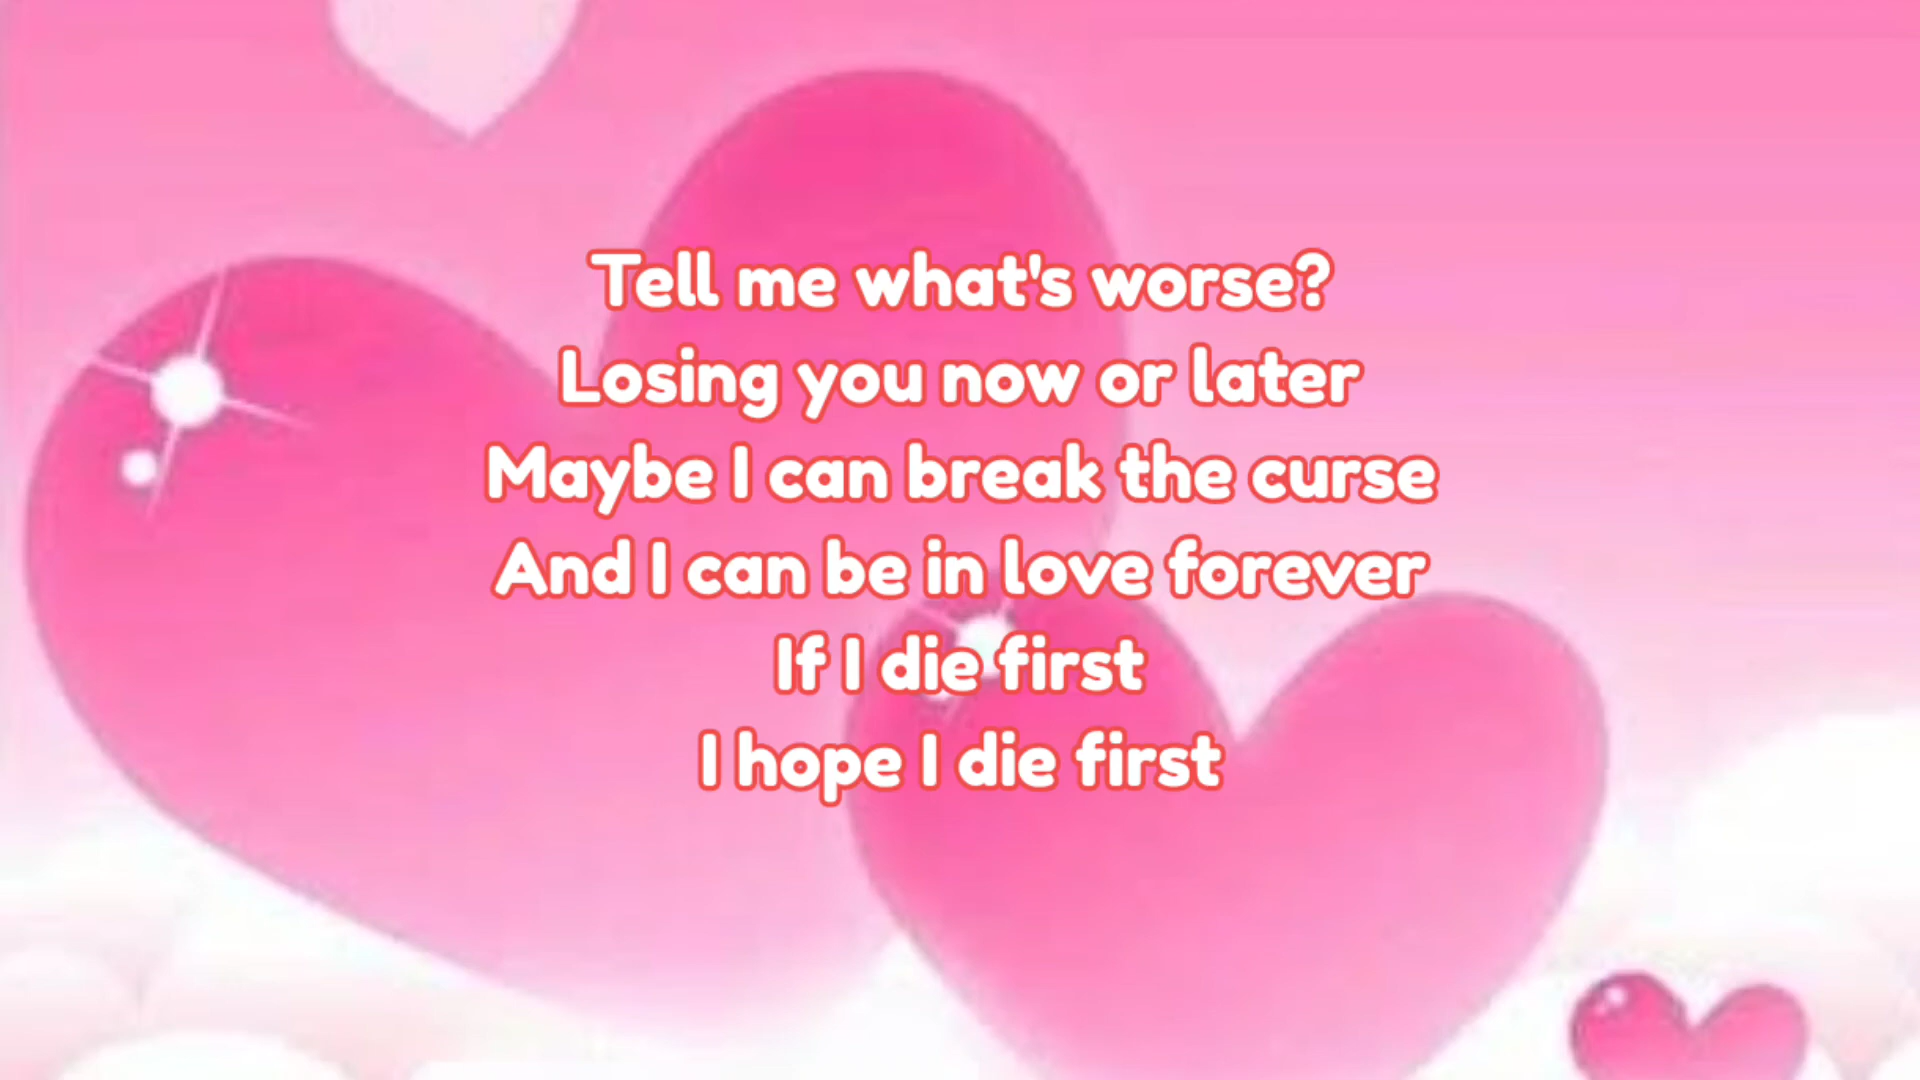 Tell me what's worse?
Losing you now or later
Maybe I can break the curse
And I can be in love forever
If I die first
I hope I die first